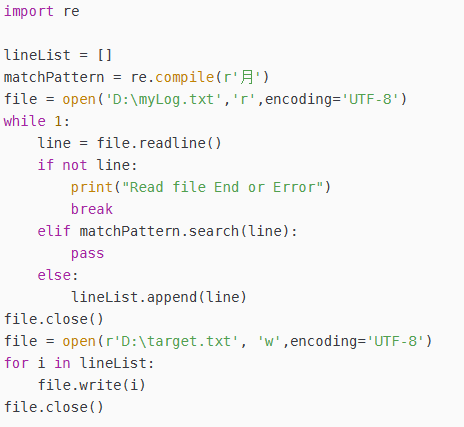 import re

lineList = []
matchPattern = re.compile(r'月')
file = open('D:\myLog.txt','r',encoding='UTF-8')
while 1:
    line = file.readline()
    if not line:
        print("Read file End or Error")
        break
    elif matchPattern.search(line):
        pass
    else:
        lineList.append(line)
file.close()
file = open(r'D:\target.txt', 'w',encoding='UTF-8')
for i in lineList:
    file.write(i)
file.close()